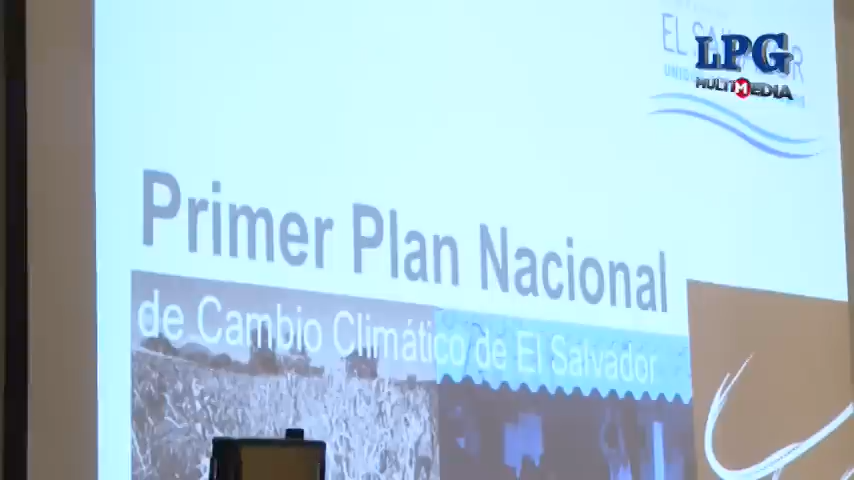 EL SALVADOR
LPG
MULTIMEDIA
Primer Plan Nacional
de Cambio Climático de El Salvador